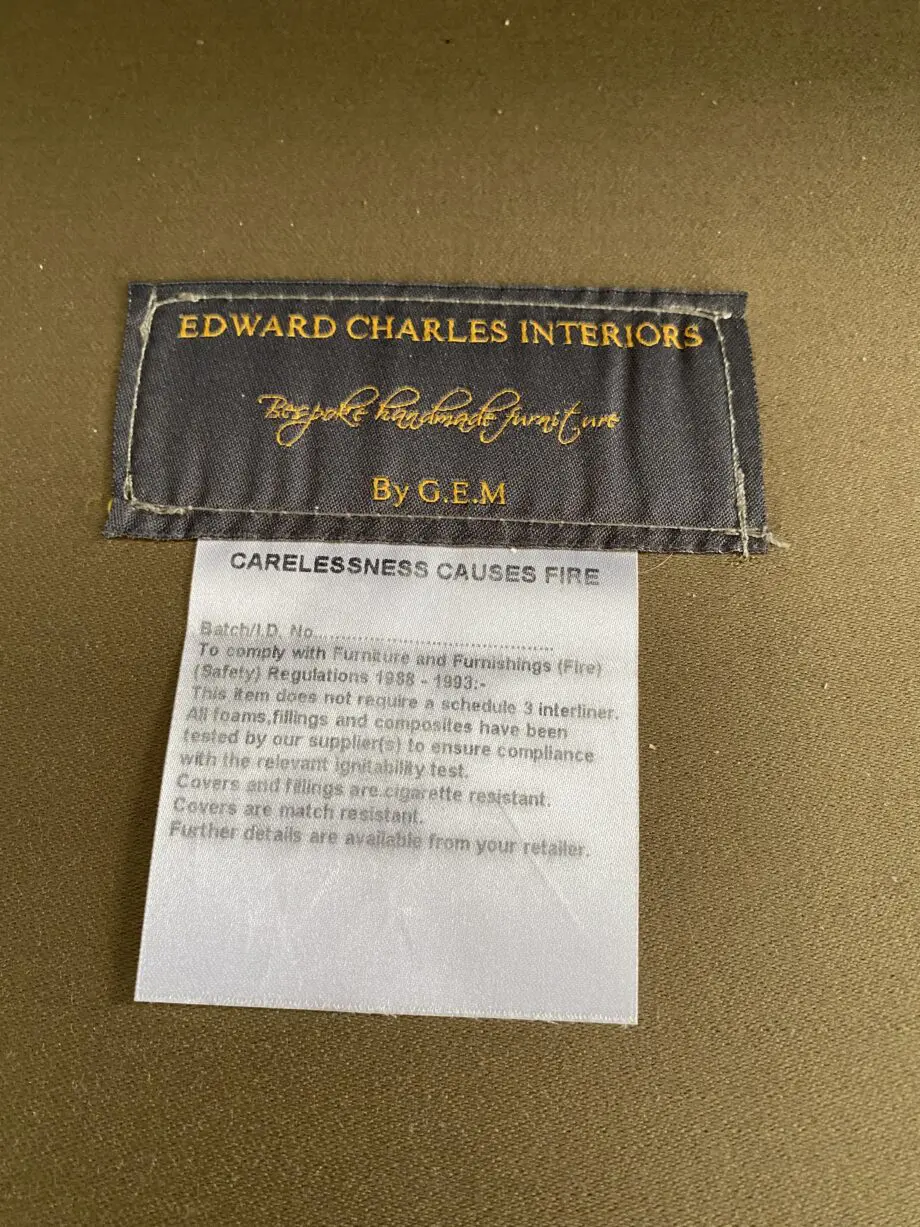 EDWARD CHARLES INTERIORS
Bespoke handmade furniture
By G.E.M
CARELESSNESS CAUSES FIRE
Batch/I.D. No.................................................
To comply with Furniture and Furnishings (Fire)
(Safety) Regulations 1988 - 1993:-
This item does not require a schedule 3 interliner.
All foams,fillings and composites have been
tested by our supplier(s) to ensure compliance
with the relevant ignitability test.
Covers and fillings are cigarette resistant.
Covers are match resistant.
Further details are available from your retailer.